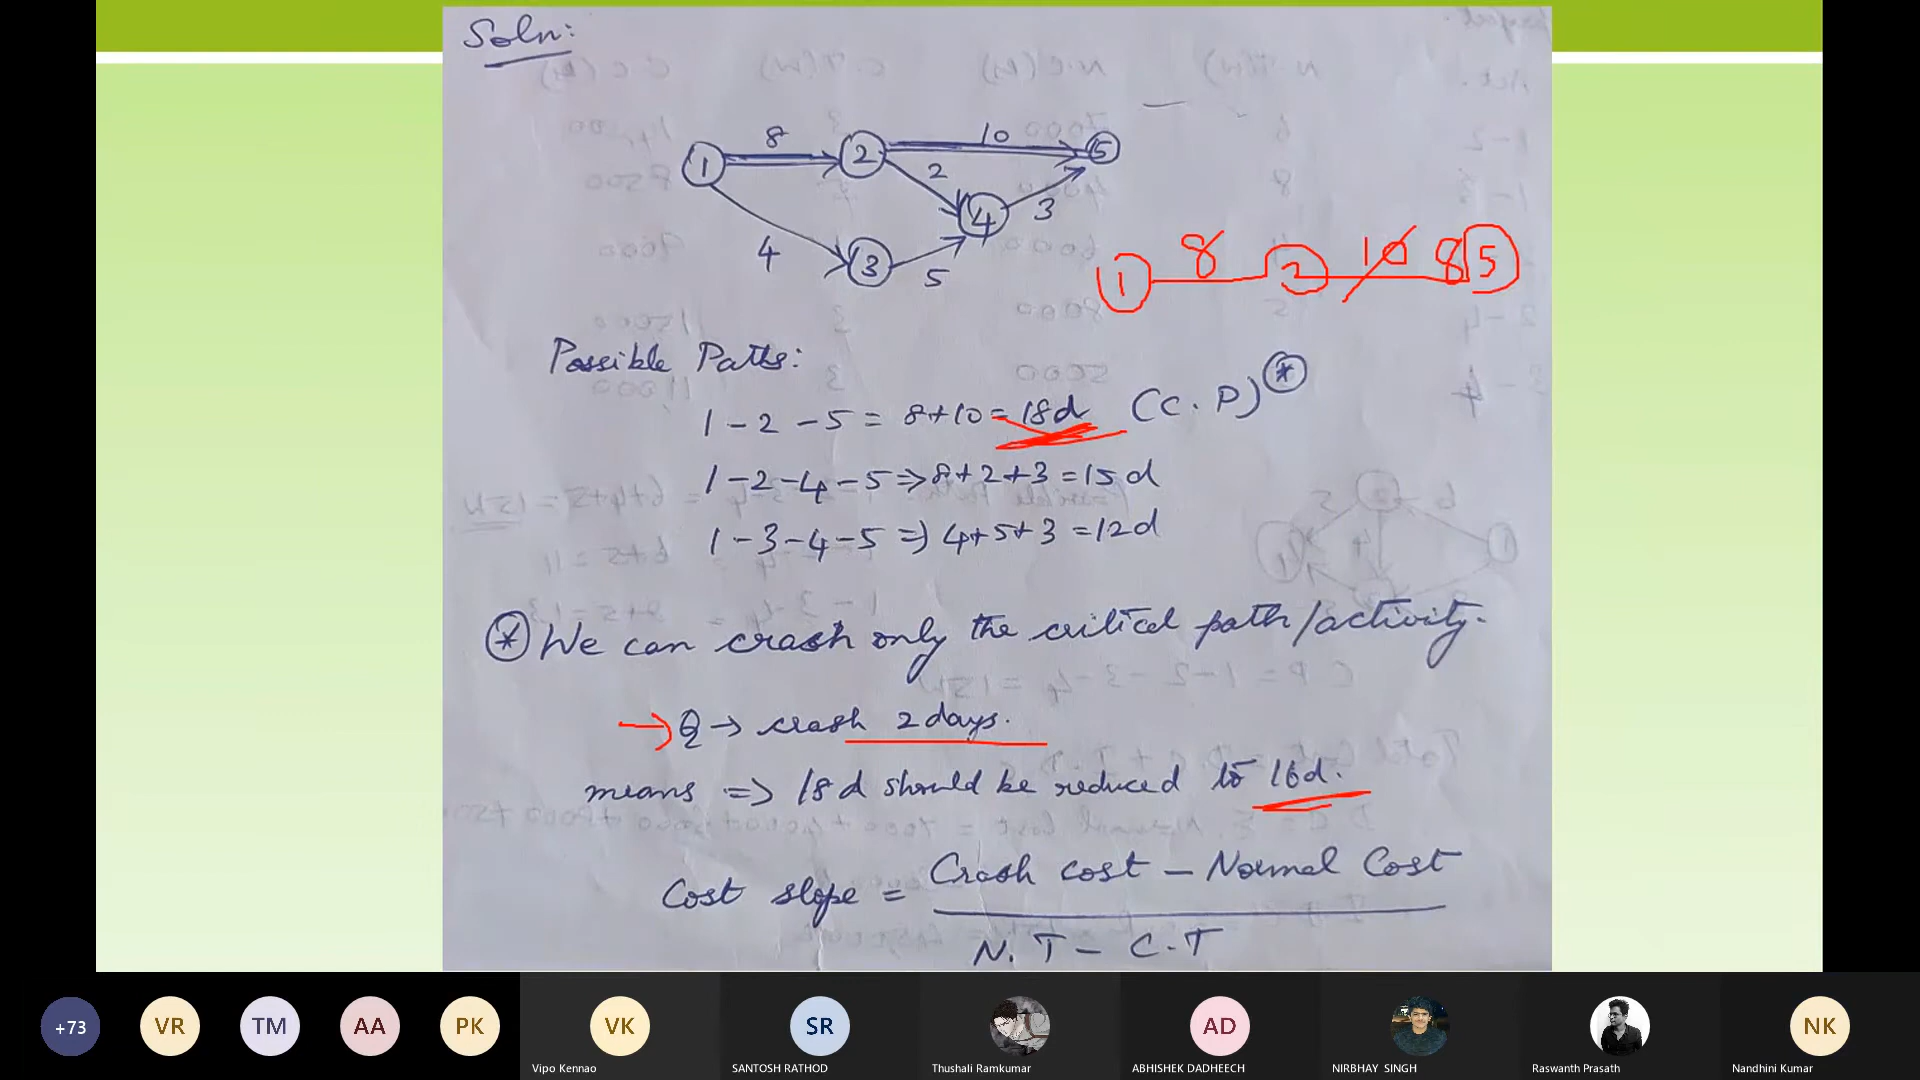 Soln:
8
10
1
2
5
2
4
3
4
3
5
1 8 2 10 8 5
Possible Paths:
1 - 2 - 5 = 8+10 = 18d (C.P) *
1 - 2 - 4 - 5 => 8+2+3 = 15d
1 - 3 - 4 - 5 => 4+5+3 = 12d
* We can crash only the critical path/activity.
→ Q → crash 2 days.
means => 18d should be reduced to 16d.
Cost slope = Crash cost - Normal Cost
N.T - C.T
+73 VR TM AA PK VK SR AD NK
Vipo Kennao SANTOSH RATHOD Thushali Ramkumar ABHISHEK DADHEECH NIRBHAY SINGH Raswanth Prasath Nandhini Kumar